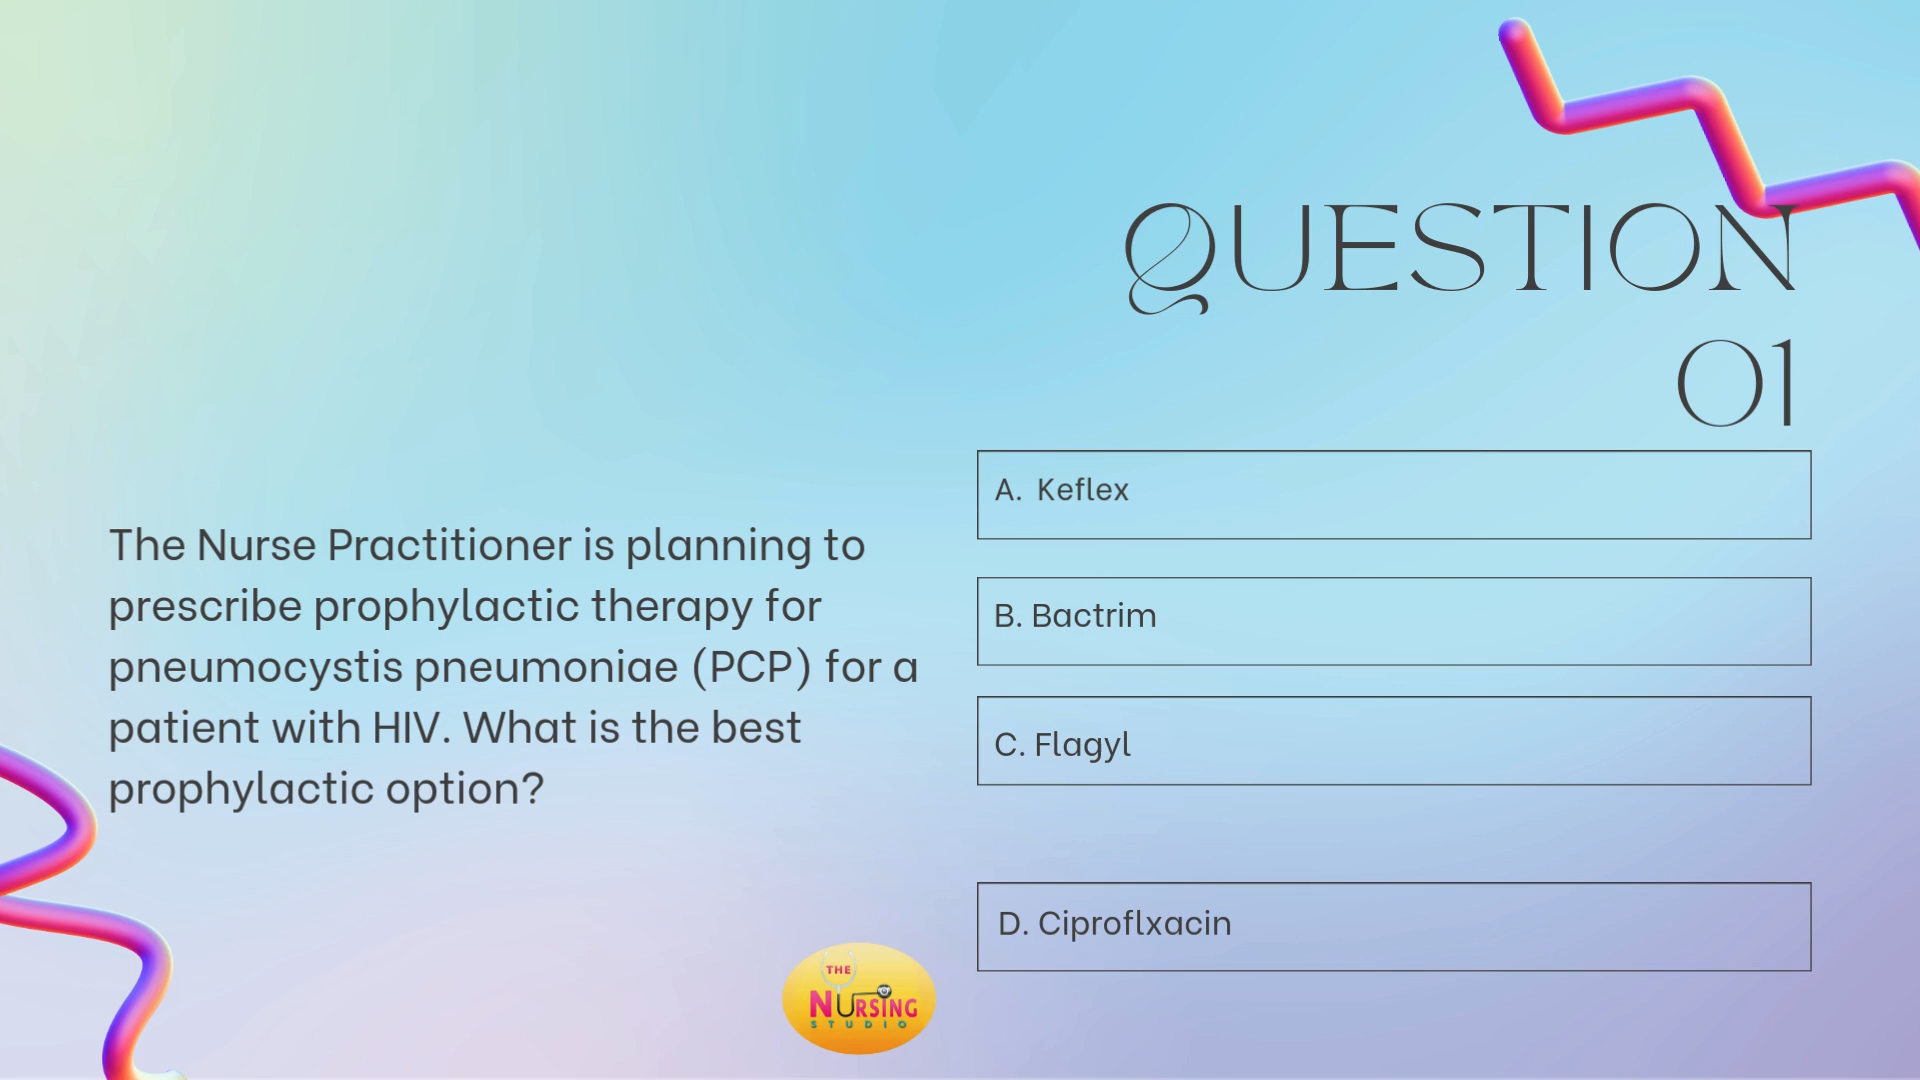 QUESTION
01
The Nurse Practitioner is planning to
prescribe prophylactic therapy for
pneumocystis pneumoniae (PCP) for a
patient with HIV. What is the best
prophylactic option?
A. Keflex
B. Bactrim
C. Flagyl
D. Ciproflxacin
THE
NURSING
STUDIO